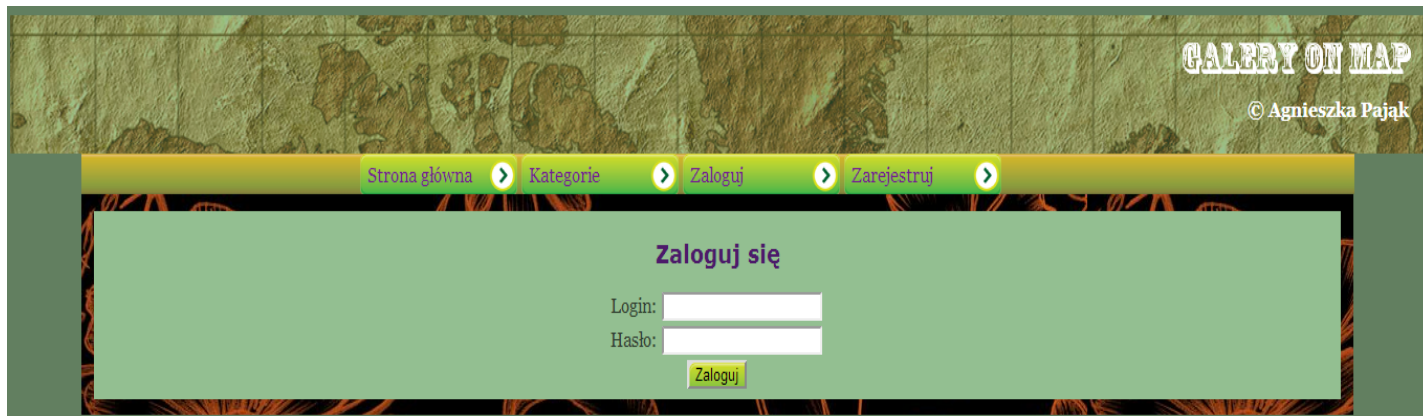 GALERY ON MAP
© Agnieszka Pająk
Strona główna Kategorie Zaloguj Zarejestruj
Zaloguj się
Login:
Hasło:
Zaloguj